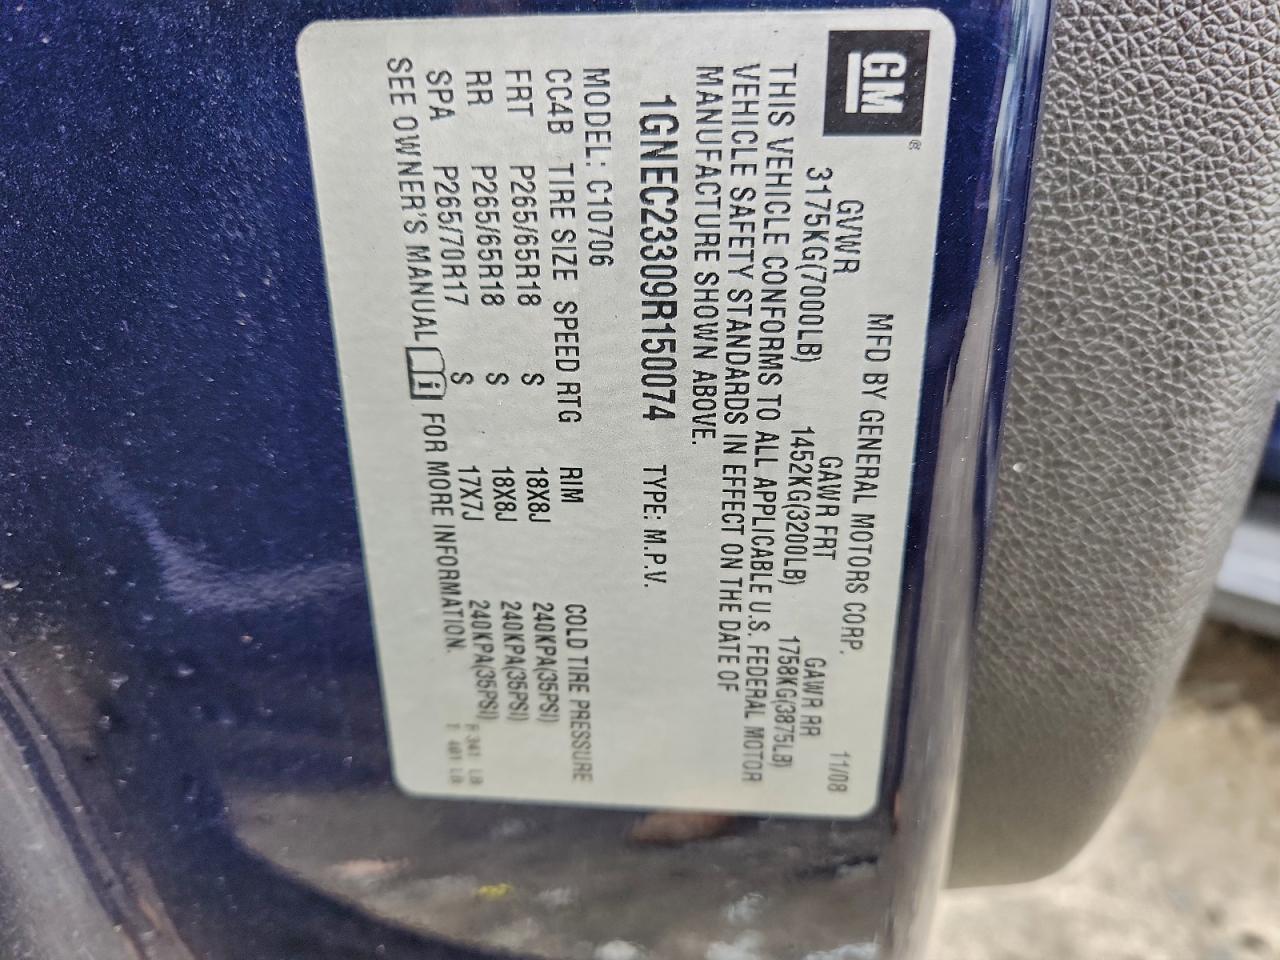 GM®
MFD BY GENERAL MOTORS CORP. 11/08
GVWR GAWR FRT GAWR RR
3175KG(7000LB) 1452KG(3200LB) 1758KG(3875LB)
THIS VEHICLE CONFORMS TO ALL APPLICABLE U.S. FEDERAL MOTOR
VEHICLE SAFETY STANDARDS IN EFFECT ON THE DATE OF
MANUFACTURE SHOWN ABOVE.
1GNEC23309R150074 TYPE: M.P.V.
MODEL: C10706
CC4B TIRE SIZE SPEED RTG RIM COLD TIRE PRESSURE
FRT P265/65R18 S 18X8J 240KPA(35PSI)
RR P265/65R18 S 18X8J 240KPA(35PSI)
SPA P265/70R17 S 17X7J 240KPA(35PSI)
SEE OWNER'S MANUAL i FOR MORE INFORMATION.
F 341 LB
T 401 LB